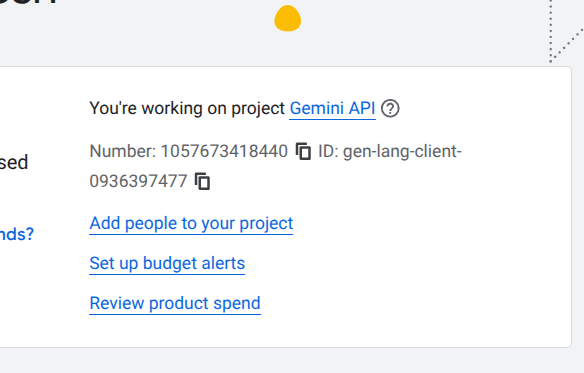 You're working on project Gemini API
Number: 1057673418440 ID: gen-lang-client-
0936397477
sed
Add people to your project
nds?
Set up budget alerts
Review product spend